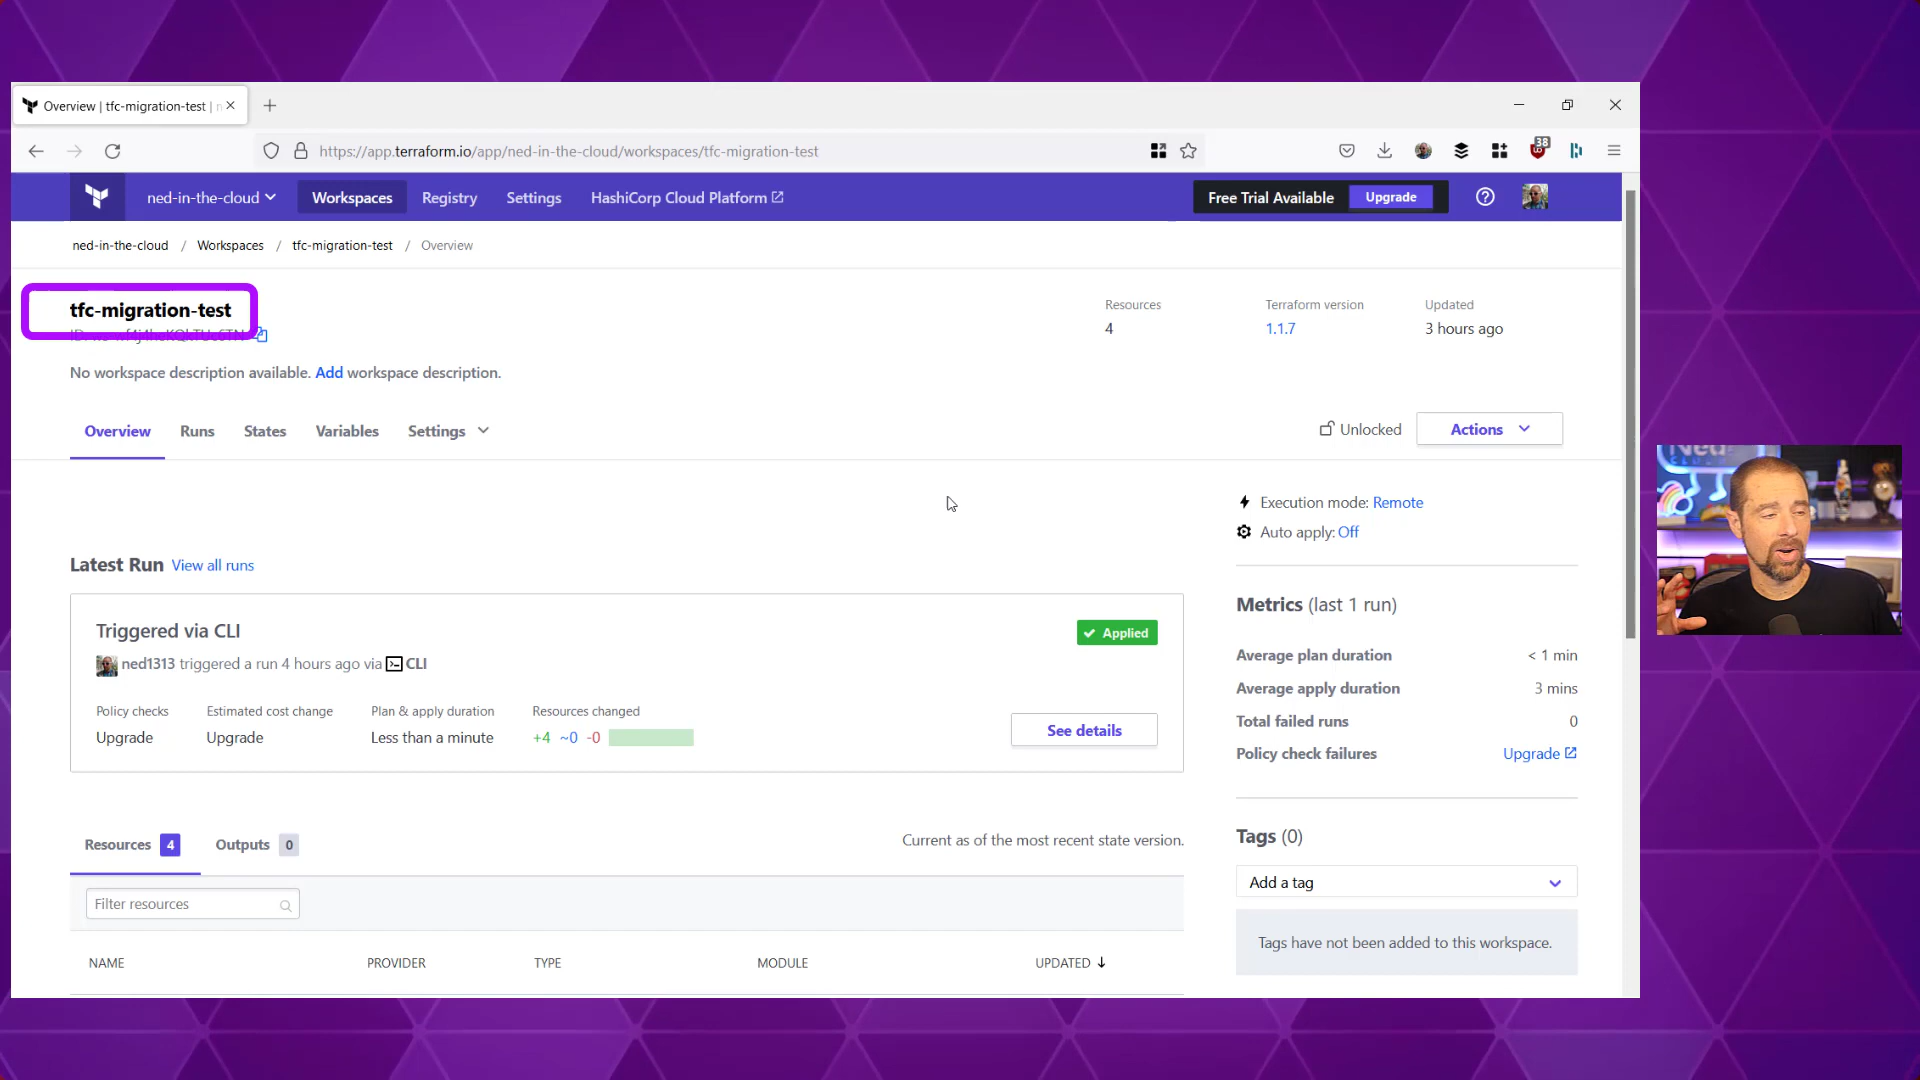 Overview | tfc-migration-test |
https://app.terraform.io/app/ned-in-the-cloud/workspaces/tfc-migration-test
38
ned-in-the-cloud
Workspaces
Registry
Settings
HashiCorp Cloud Platform
Free Trial Available
Upgrade
ned-in-the-cloud / Workspaces / tfc-migration-test / Overview
tfc-migration-test
Resources
4
Terraform version
1.1.7
Updated
3 hours ago
No workspace description available. Add workspace description.
Overview
Runs
States
Variables
Settings
Unlocked
Actions
Execution mode: Remote
Auto apply: Off
Latest Run View all runs
Triggered via CLI
Applied
ned1313 triggered a run 4 hours ago via CLI
Policy checks
Upgrade
Estimated cost change
Upgrade
Plan & apply duration
Less than a minute
Resources changed
+4 ~0 -0
See details
Metrics (last 1 run)
Average plan duration < 1 min
Average apply duration 3 mins
Total failed runs 0
Policy check failures Upgrade
Resources 4
Outputs 0
Current as of the most recent state version.
Filter resources
NAME PROVIDER TYPE MODULE UPDATED
Tags (0)
Add a tag
Tags have not been added to this workspace.